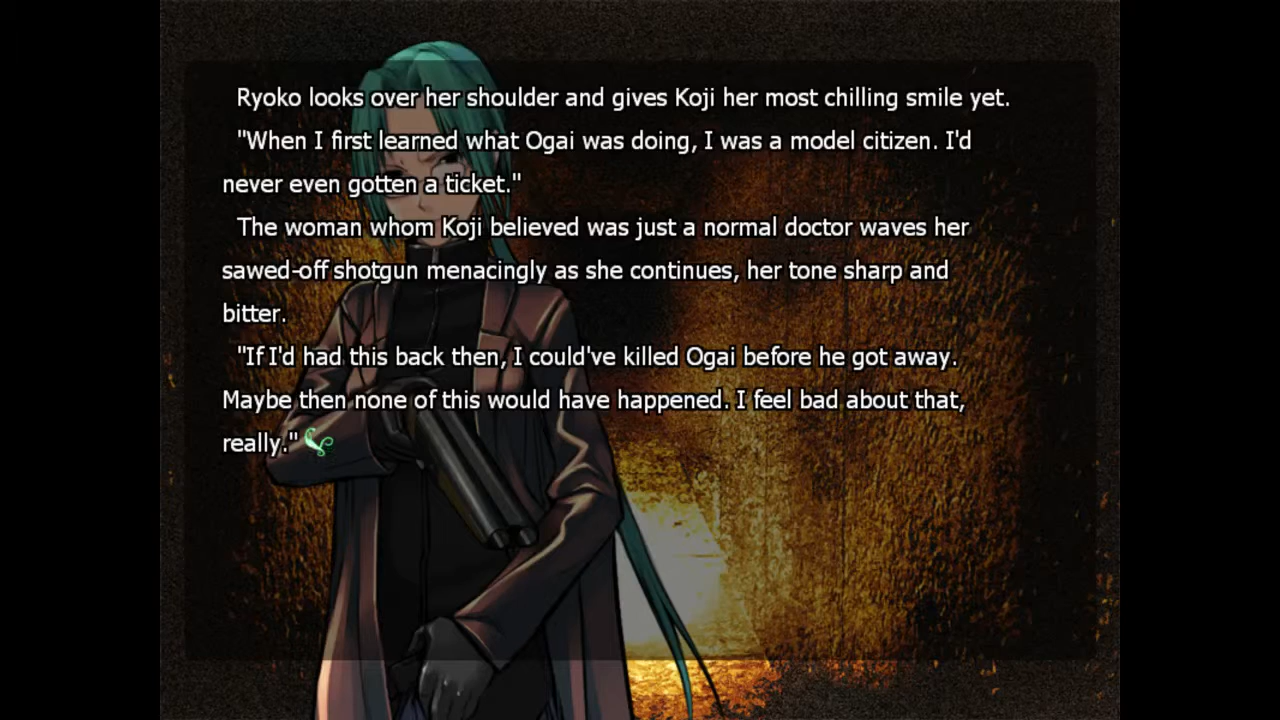 Ryoko looks over her shoulder and gives Koji her most chilling smile yet.
"When I first learned what Ogai was doing, I was a model citizen. I'd
never even gotten a ticket."
The woman whom Koji believed was just a normal doctor waves her
sawed-off shotgun menacingly as she continues, her tone sharp and
bitter.
"If I'd had this back then, I could've killed Ogai before he got away.
Maybe then none of this would have happened. I feel bad about that,
really."